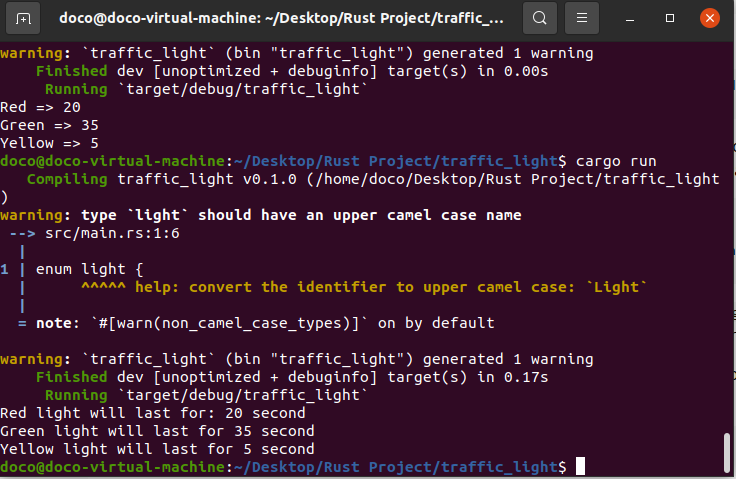 doco@doco-virtual-machine: ~/Desktop/Rust Project/traffic_...
warning: `traffic_light` (bin "traffic_light") generated 1 warning
    Finished dev [unoptimized + debuginfo] target(s) in 0.00s
     Running `target/debug/traffic_light`
Red => 20
Green => 35
Yellow => 5
doco@doco-virtual-machine:~/Desktop/Rust Project/traffic_light$ cargo run
   Compiling traffic_light v0.1.0 (/home/doco/Desktop/Rust Project/traffic_light
)
warning: type `light` should have an upper camel case name
 --> src/main.rs:1:6
  |
1 | enum light {
  |      ^^^^^ help: convert the identifier to upper camel case: `Light`
  |
  = note: `#[warn(non_camel_case_types)]` on by default

warning: `traffic_light` (bin "traffic_light") generated 1 warning
    Finished dev [unoptimized + debuginfo] target(s) in 0.17s
     Running `target/debug/traffic_light`
Red light will last for: 20 second
Green light will last for 35 second
Yellow light will last for 5 second
doco@doco-virtual-machine:~/Desktop/Rust Project/traffic_light$